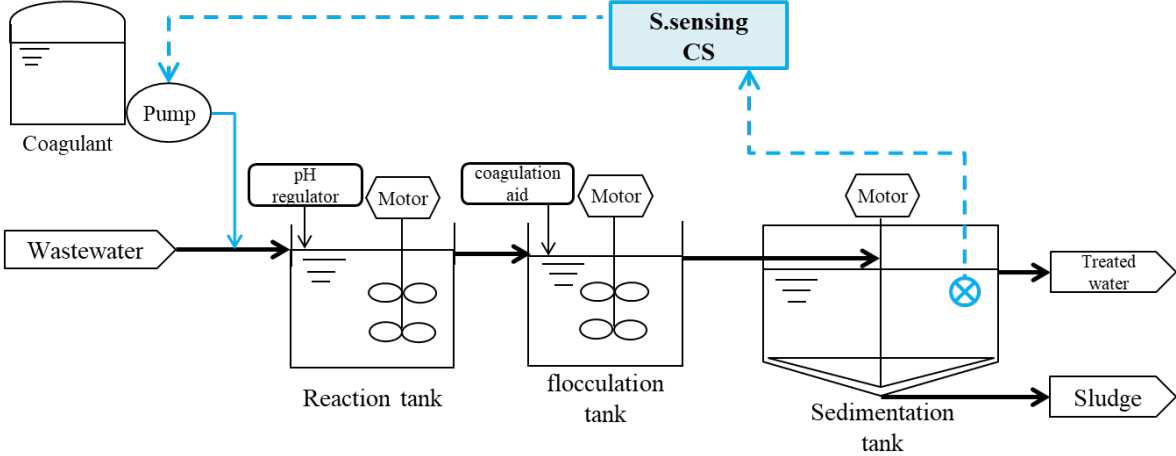 S.sensing
CS
Pump
Coagulant
pH
regulator
Motor
coagulation
aid
Motor
Motor
Wastewater
Treated
water
Reaction tank
flocculation
tank
Sedimentation
tank
Sludge